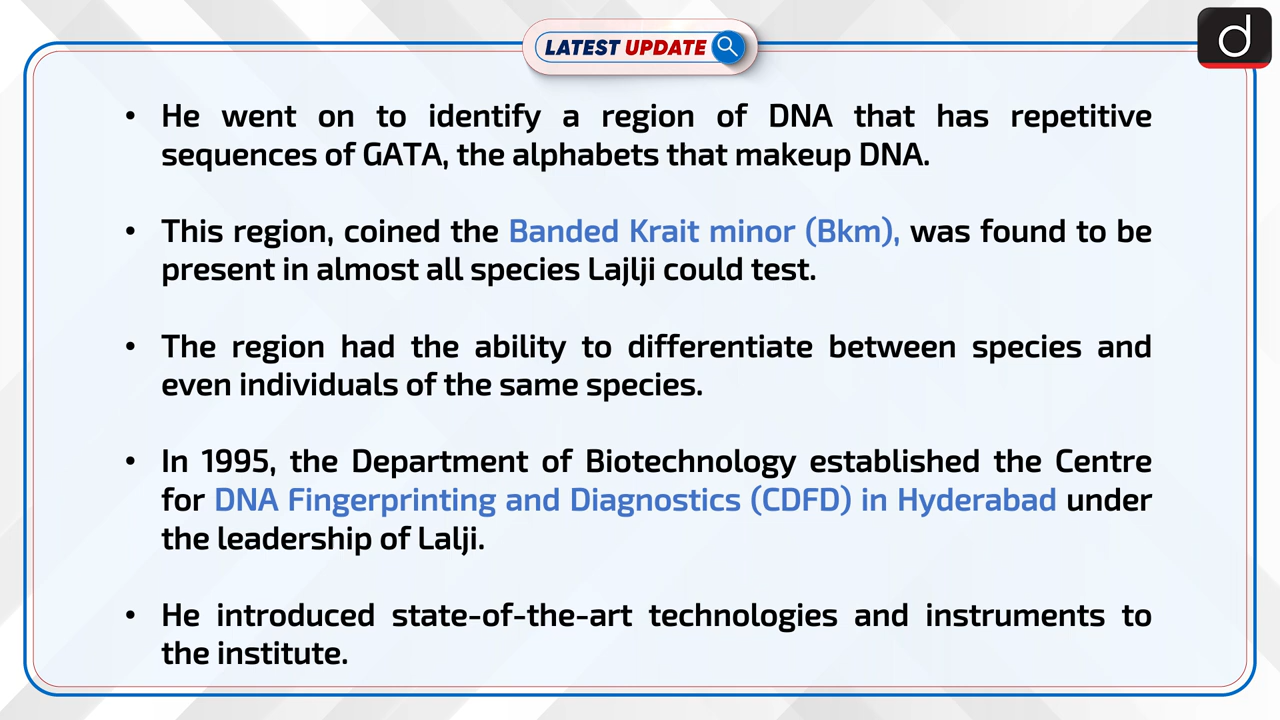 LATEST UPDATE
d
• He went on to identify a region of DNA that has repetitive
sequences of GATA, the alphabets that makeup DNA.
• This region, coined the Banded Krait minor (Bkm), was found to be
present in almost all species Lajlji could test.
• The region had the ability to differentiate between species and
even individuals of the same species.
• In 1995, the Department of Biotechnology established the Centre
for DNA Fingerprinting and Diagnostics (CDFD) in Hyderabad under
the leadership of Lalji.
• He introduced state-of-the-art technologies and instruments to
the institute.